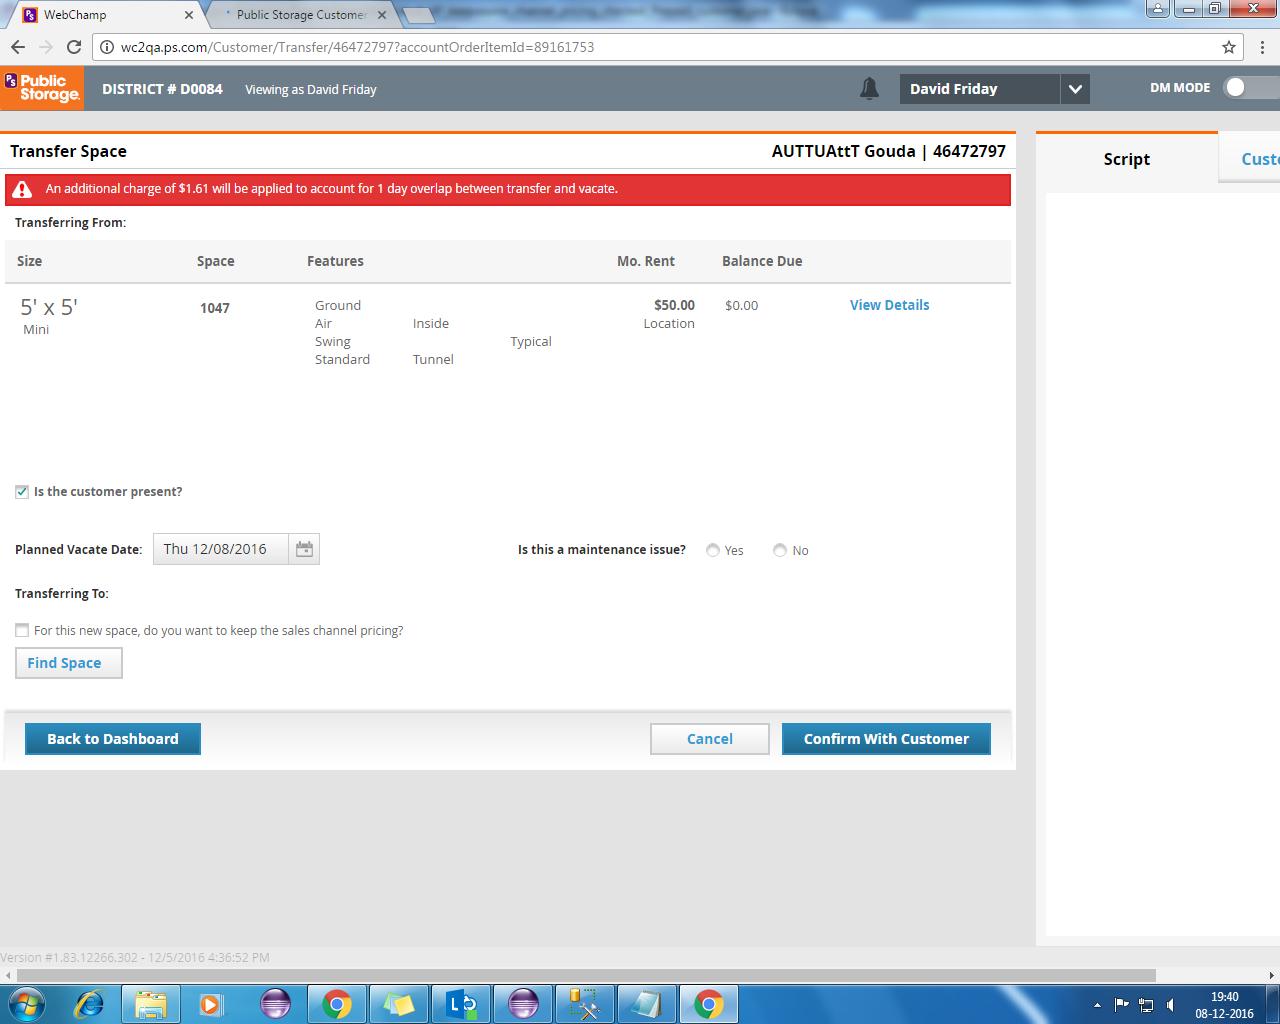 WebChamp
Public Storage Customer
wc2qa.ps.com/Customer/Transfer/46472797?accountOrderItemId=89161753
PS Public Storage.
DISTRICT # D0084
Viewing as David Friday
David Friday
DM MODE
Transfer Space
AUTTUAttT Gouda | 46472797
Script
Custo
An additional charge of $1.61 will be applied to account for 1 day overlap between transfer and vacate.
Transferring From:
Size Space Features Mo. Rent Balance Due
5' x 5' 1047 Ground $50.00 $0.00 View Details
Mini Air Inside Location
Swing Typical
Standard Tunnel
Is the customer present?
Planned Vacate Date: Thu 12/08/2016 Is this a maintenance issue? Yes No
Transferring To:
For this new space, do you want to keep the sales channel pricing?
Find Space
Back to Dashboard Cancel Confirm With Customer
Version #1.83.12266.302 - 12/5/2016 4:36:52 PM
19:40
08-12-2016